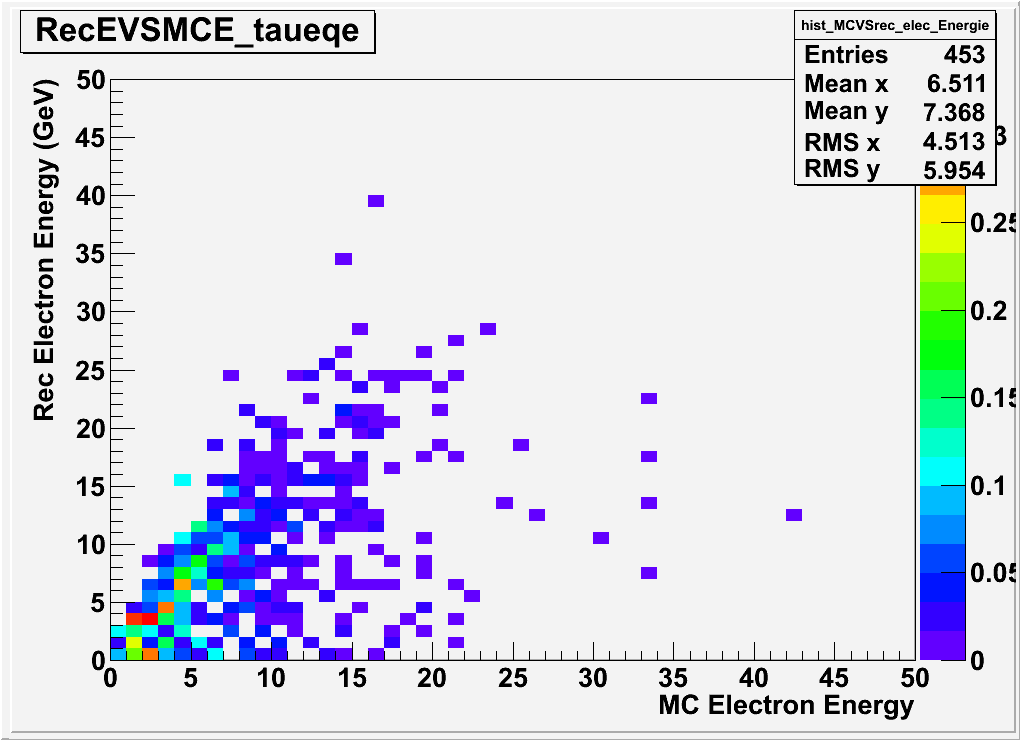 RecEVSMCE_taueqe
hist_MCVSrec_elec_Energie
Entries 453
Mean x 6.511
Mean y 7.368
RMS x 4.513
RMS y 5.954
Rec Electron Energy (GeV)
50
45
40
35
30
25
20
15
10
5
0
0 5 10 15 20 25 30 35 40 45 50
MC Electron Energy
3
0.25
0.2
0.15
0.1
0.05
0